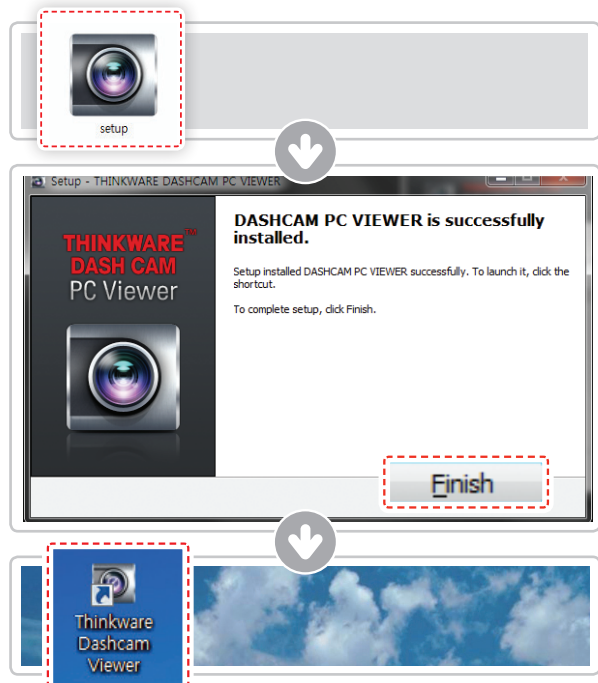 setup
Setup - THINKWARE DASHCAM PC VIEWER
THINKWARE™
DASH CAM
PC Viewer
DASHCAM PC VIEWER is successfully
installed.
Setup installed DASHCAM PC VIEWER successfully. To launch it, click the
shortcut.
To complete setup, click Finish.
Finish
Thinkware
Dashcam
Viewer